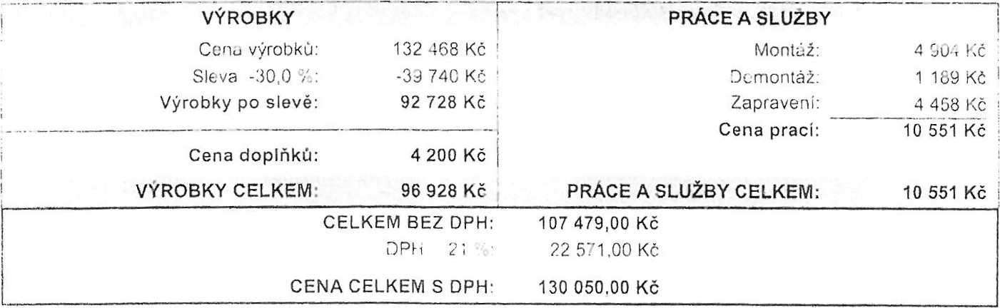 VÝROBKY
Cena výrobků: 132 468 Kč
Sleva -30,0 %: -39 740 Kč
Výrobky po slevě: 92 728 Kč
Cena doplňků: 4 200 Kč
VÝROBKY CELKEM: 96 928 Kč
PRÁCE A SLUŽBY
Montáž: 4 904 Kč
Demontáž: 1 189 Kč
Zapravení: 4 458 Kč
Cena prací: 10 551 Kč
PRÁCE A SLUŽBY CELKEM: 10 551 Kč
CELKEM BEZ DPH: 107 479,00 Kč
DPH 21 %: 22 571,00 Kč
CENA CELKEM S DPH: 130 050,00 Kč